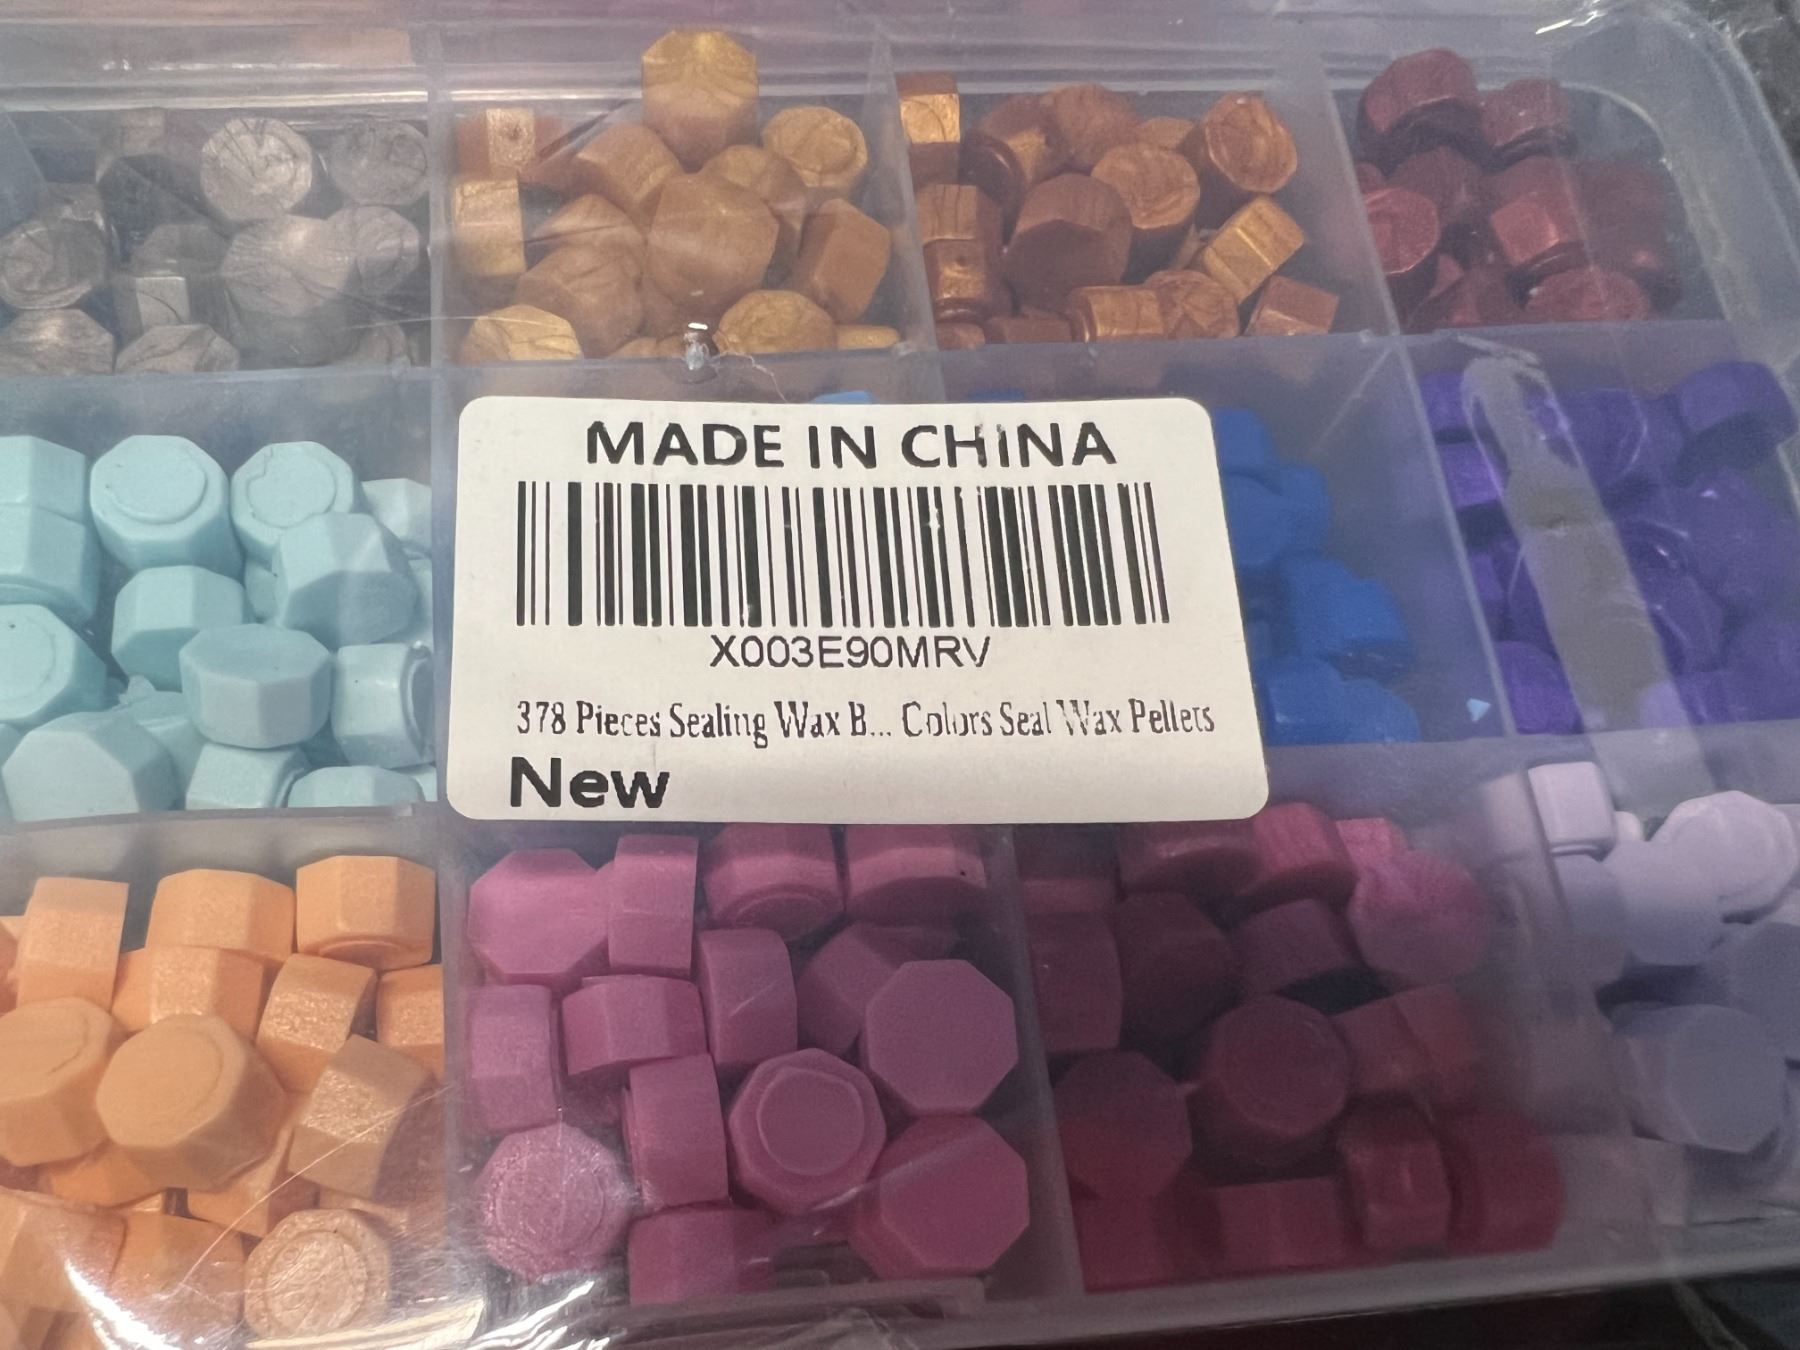 MADE IN CHINA
X003E90MRV
378 Pieces Sealing Wax B... Colors Seal Wax Pellets
New